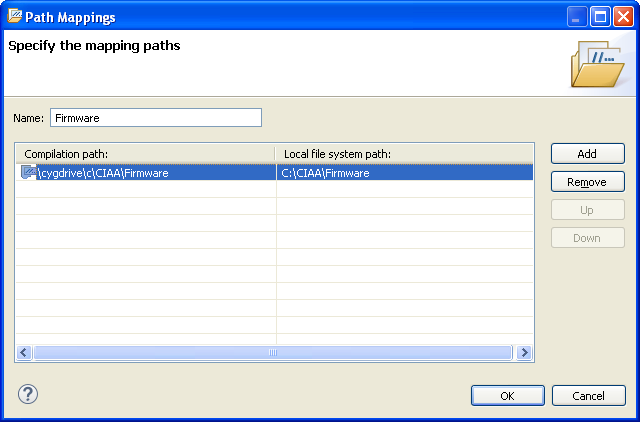 Path Mappings
Specify the mapping paths
Name: Firmware
Compilation path: Local file system path:
\cygdrive\c\CIAA\Firmware C:\CIAA\Firmware
Add
Remove
Up
Down
OK Cancel